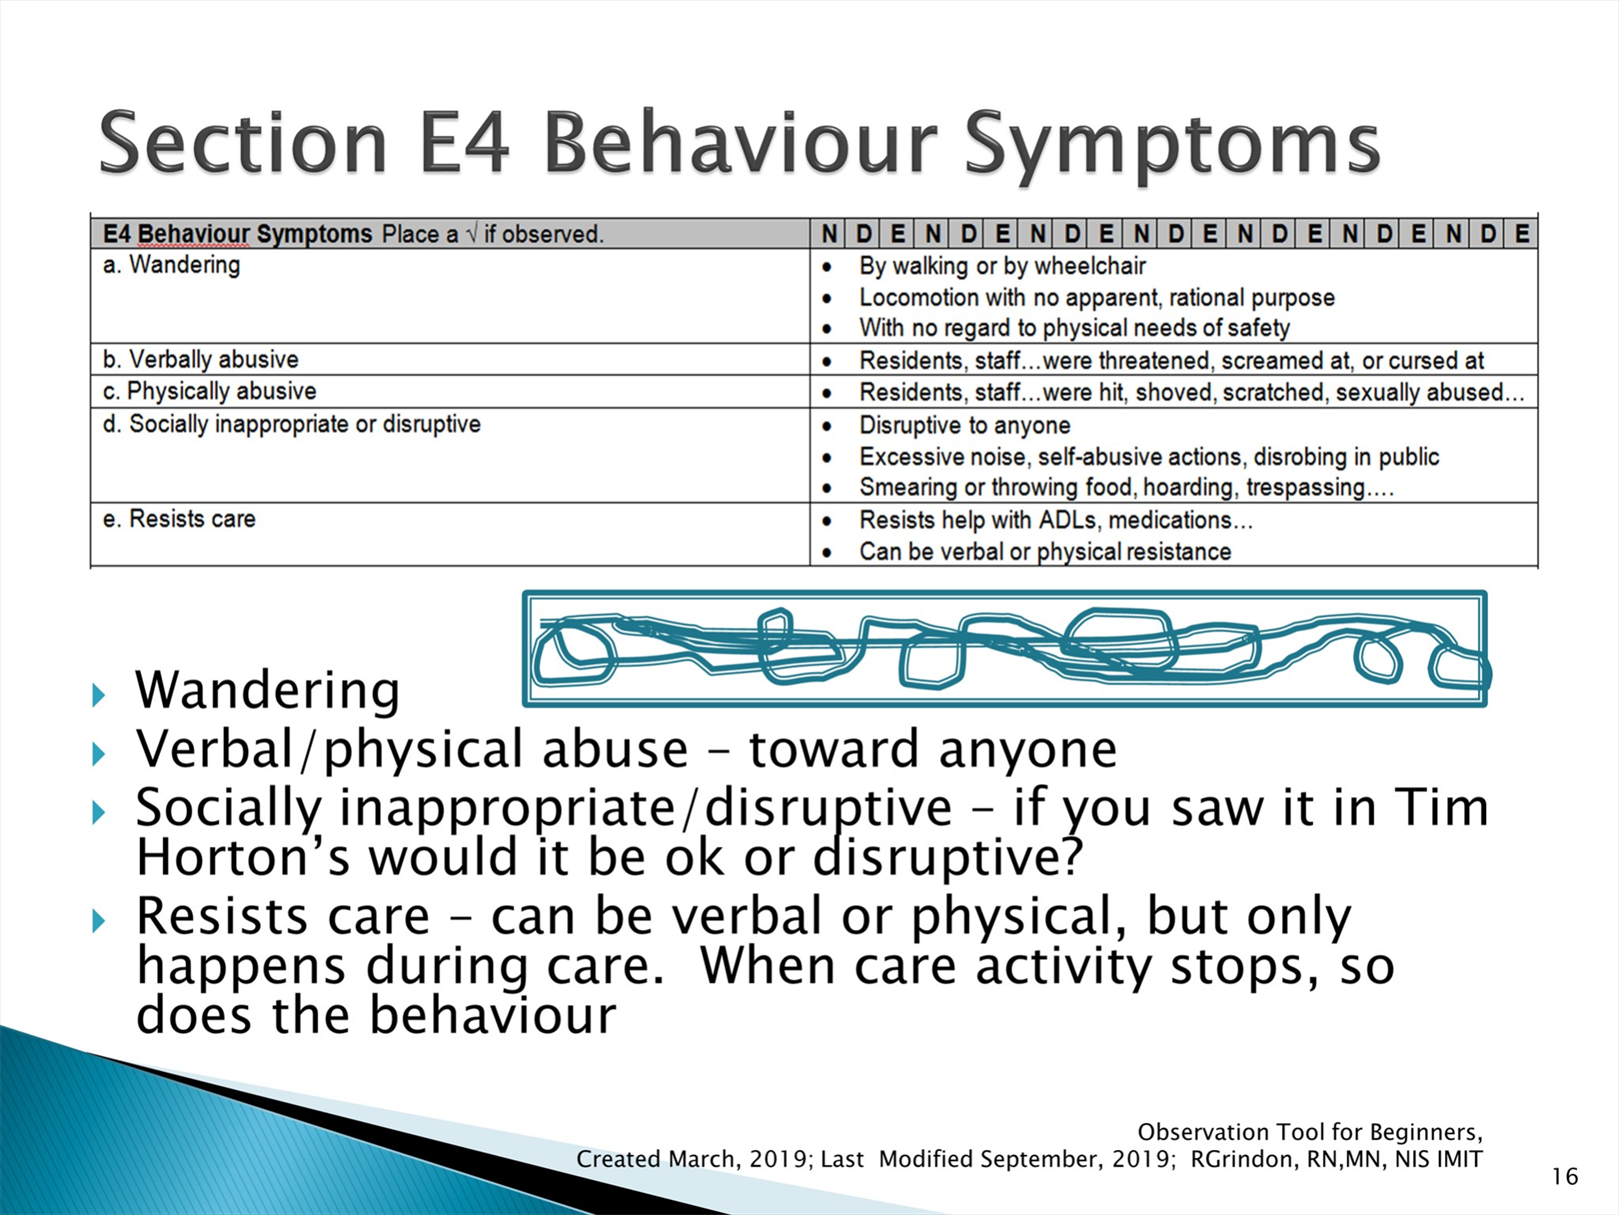 Section E4 Behaviour Symptoms
E4 Behaviour Symptoms Place a √ if observed. N D E N D E N D E N D E N D E N D E N D E
a. Wandering
• By walking or by wheelchair
• Locomotion with no apparent, rational purpose
• With no regard to physical needs of safety
b. Verbally abusive
• Residents, staff…were threatened, screamed at, or cursed at
c. Physically abusive
• Residents, staff…were hit, shoved, scratched, sexually abused…
d. Socially inappropriate or disruptive
• Disruptive to anyone
• Excessive noise, self-abusive actions, disrobing in public
• Smearing or throwing food, hoarding, trespassing….
e. Resists care
• Resists help with ADLs, medications…
• Can be verbal or physical resistance
Wandering
Verbal/physical abuse – toward anyone
Socially inappropriate/disruptive – if you saw it in Tim
Horton’s would it be ok or disruptive?
Resists care – can be verbal or physical, but only
happens during care.  When care activity stops, so
does the behaviour
Observation Tool for Beginners,
Created March, 2019; Last  Modified September, 2019;  RGrindon, RN,MN, NIS IMIT
16